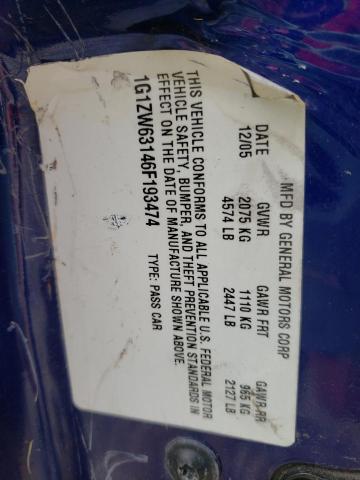 MFD BY GENERAL MOTORS CORP
DATE GVWR GAWR FRT GAWR RR
12/05 2075 KG 1110 KG 965 KG
4574 LB 2447 LB 2127 LB
THIS VEHICLE CONFORMS TO ALL APPLICABLE U.S. FEDERAL MOTOR
VEHICLE SAFETY, BUMPER, AND THEFT PREVENTION STANDARDS IN
EFFECT ON THE DATE OF MANUFACTURE SHOWN ABOVE.
1G1ZW63146F193474 TYPE: PASS CAR